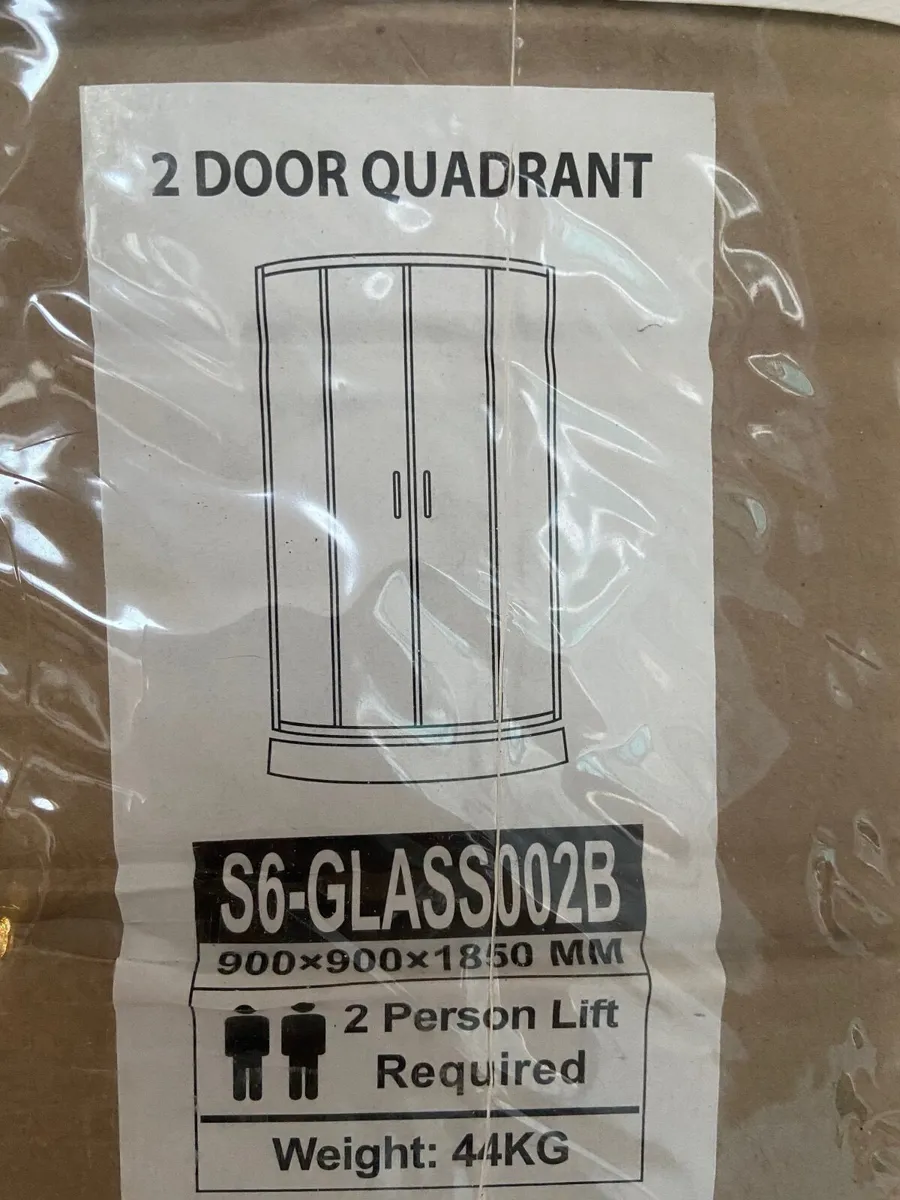 2 DOOR QUADRANT
S6-GLASS002B
900×900×1850 MM
2 Person Lift
Required
Weight: 44KG